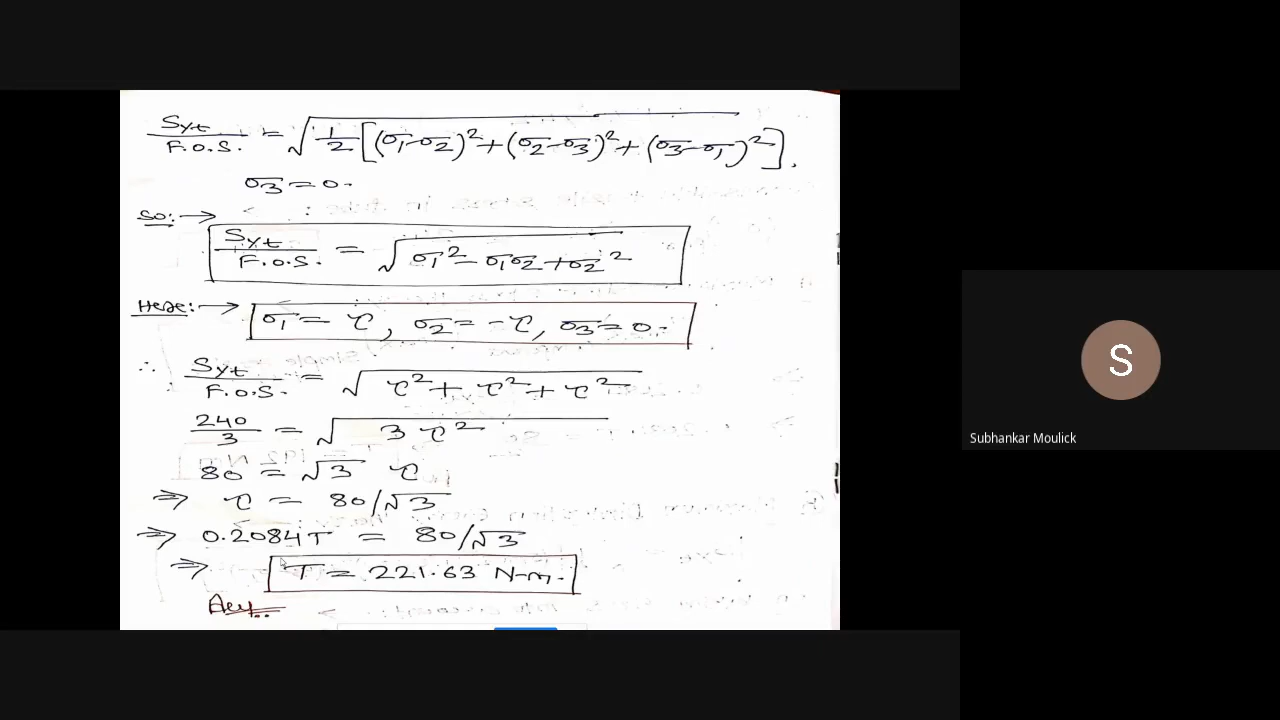 Syt/F.O.S. = √1/2[(σ1-σ2)²+(σ2-σ3)²+(σ3-σ1)²].
σ3=0.
So:→
Syt/F.O.S. = √σ1²-σ1σ2+σ2²
Here:→ σ1=τ, σ2=-τ, σ3=0.
∴ Syt/F.O.S. = √τ²+τ²+τ²
240/3 = √3τ²
80 = √3 τ
⇒ τ = 80/√3
⇒ 0.2084T = 80/√3
⇒ T = 221.63 N-m.
S
Subhankar Moulick